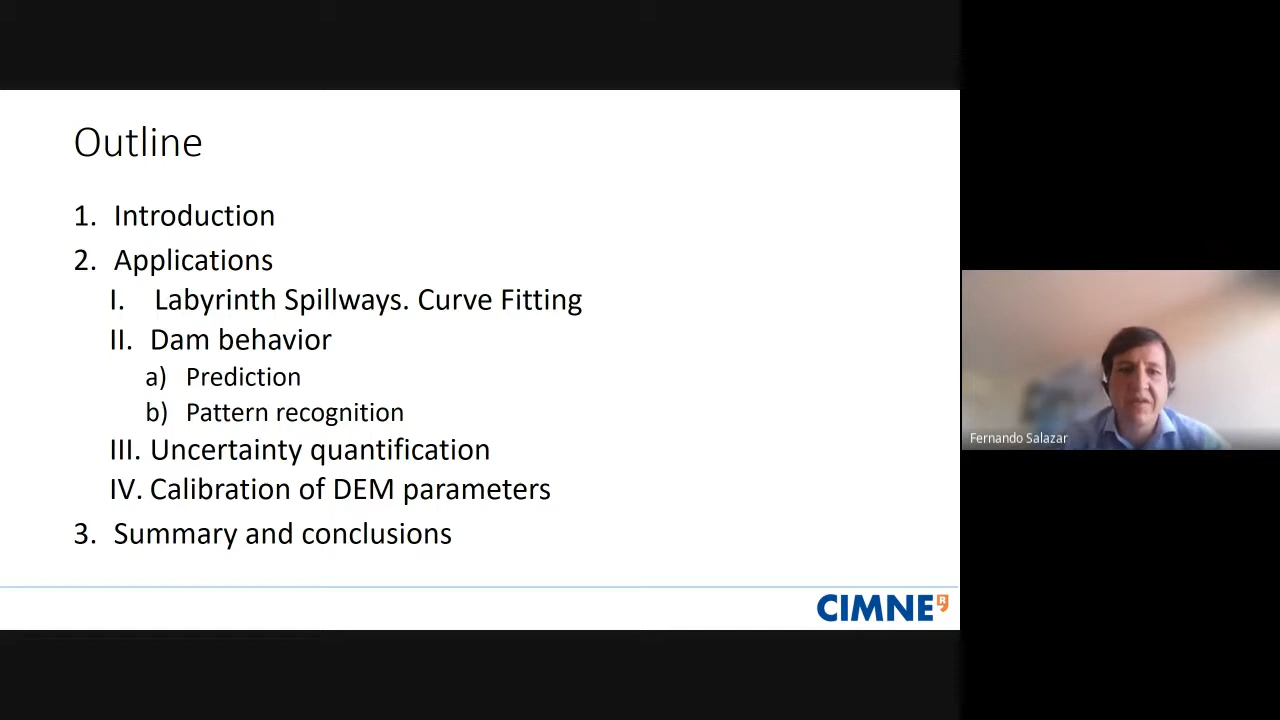 Outline
1. Introduction
2. Applications
I. Labyrinth Spillways. Curve Fitting
II. Dam behavior
a) Prediction
b) Pattern recognition
III. Uncertainty quantification
IV. Calibration of DEM parameters
3. Summary and conclusions
CIMNE R
Fernando Salazar